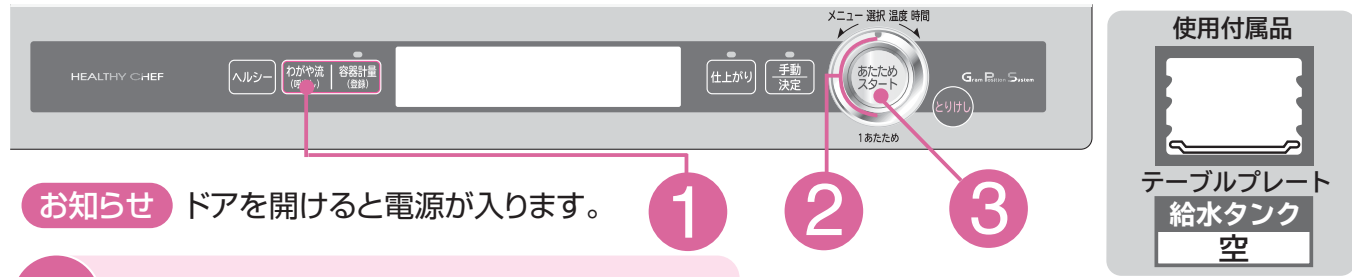 メニュー 選択 温度 時間
使用付属品
HEALTHY CHEF
ヘルシー
わがや流
容器計量
(登録)
仕上がり
手動
決定
あたため
スタート
Gram Position System
とりけし
1あたため
テーブルプレート
給水タンク
空
お知らせ ドアを開けると電源が入ります。
1
2
3